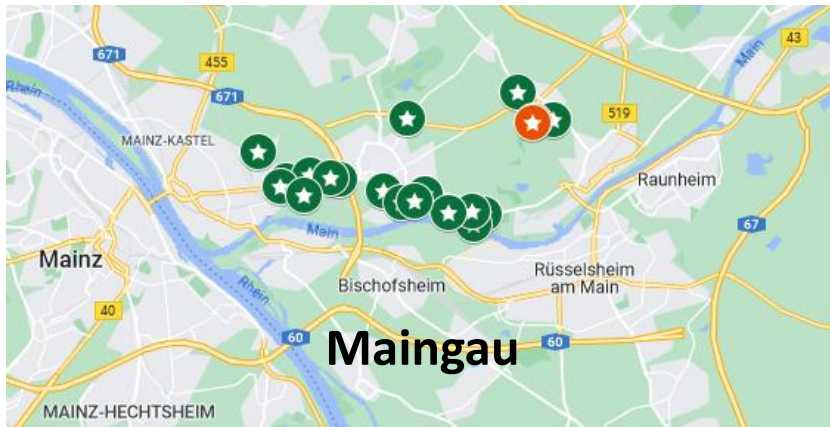 43
Main
671
455
Rhein
671
519
MAINZ-KASTEL
Raunheim
67
Main
Mainz
Rüsselsheim
am Main
Rhein
Bischofsheim
40
60
60
Maingau
MAINZ-HECHTSHEIM